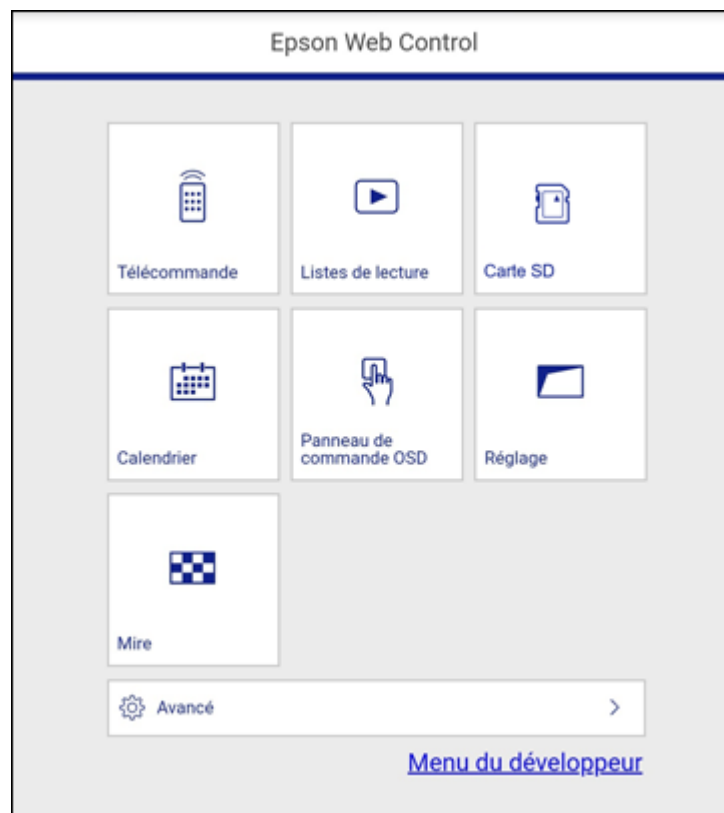 Epson Web Control
Télécommande
Listes de lecture
Carte SD
Calendrier
Panneau de
commande OSD
Réglage
Mire
Avancé
Menu du développeur